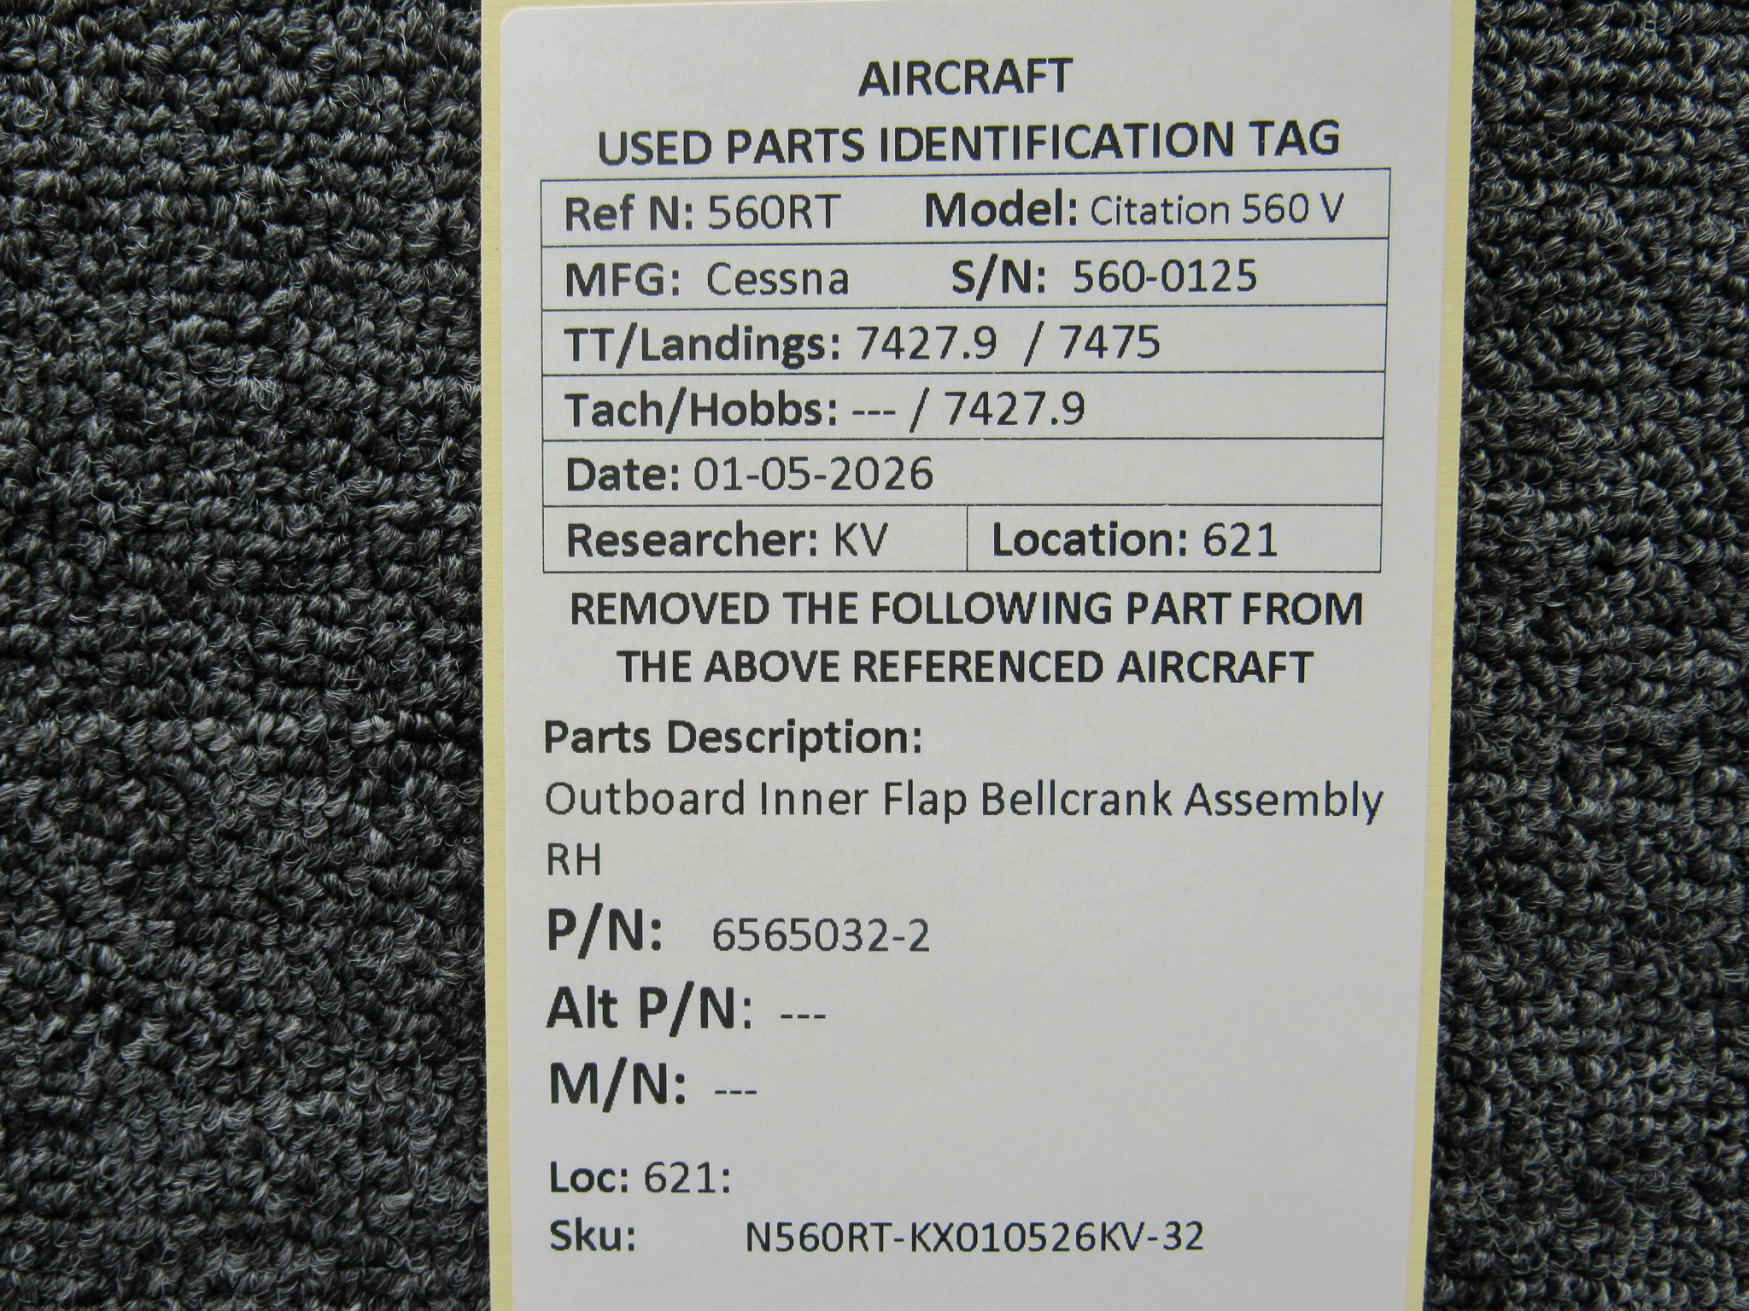 AIRCRAFT
USED PARTS IDENTIFICATION TAG
Ref N: 560RT Model: Citation 560 V
MFG: Cessna S/N: 560-0125
TT/Landings: 7427.9 / 7475
Tach/Hobbs: --- / 7427.9
Date: 01-05-2026
Researcher: KV Location: 621
REMOVED THE FOLLOWING PART FROM
THE ABOVE REFERENCED AIRCRAFT
Parts Description:
Outboard Inner Flap Bellcrank Assembly
RH
P/N: 6565032-2
Alt P/N: ---
M/N: ---
Loc: 621:
Sku: N560RT-KX010526KV-32